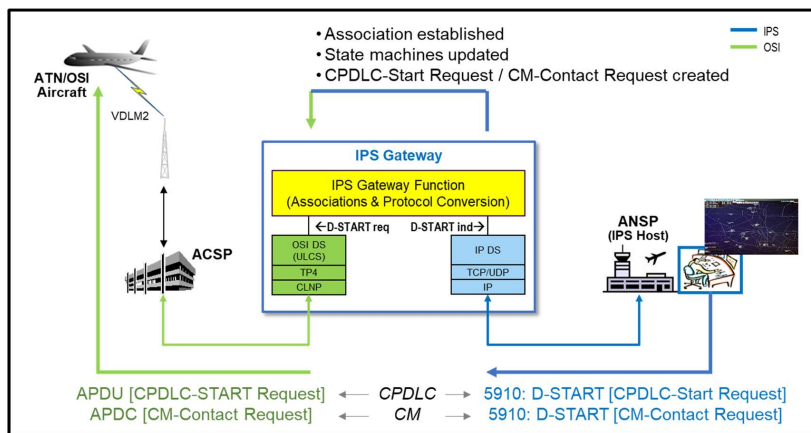 • Association established
• State machines updated
• CPDLC-Start Request / CM-Contact Request created
IPS
OSI
ATN/OSI
Aircraft
VDLM2
IPS Gateway
IPS Gateway Function
(Associations & Protocol Conversion)
←D-START req
D-START ind→
ACSP
OSI DS
(ULCS)
TP4
CLNP
IP DS
TCP/UDP
IP
ANSP
(IPS Host)
APDU [CPDLC-START Request]
CPDLC
5910: D-START [CPDLC-Start Request]
APDC [CM-Contact Request]
CM
5910: D-START [CM-Contact Request]